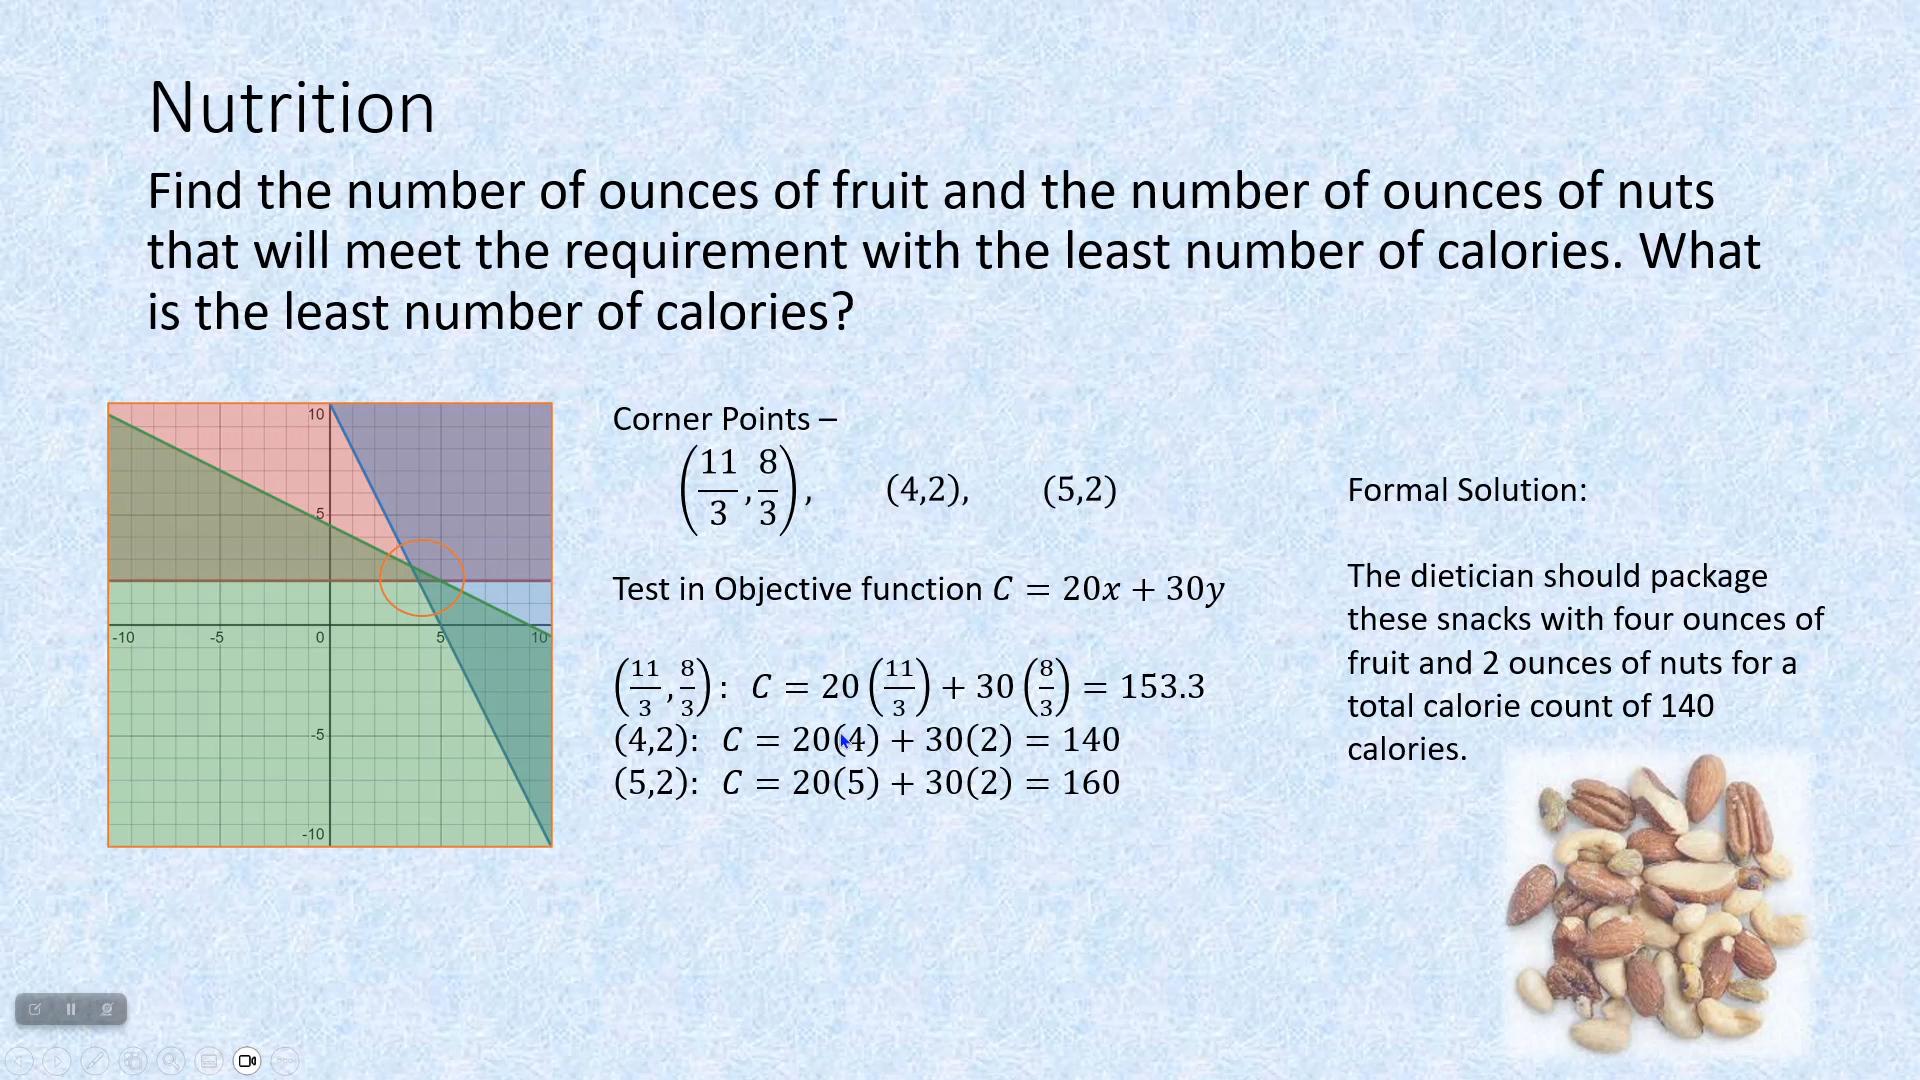 Nutrition
Find the number of ounces of fruit and the number of ounces of nuts
that will meet the requirement with the least number of calories. What
is the least number of calories?
10
5
-10 -5 0 5 10
-5
-10
Corner Points –
(11/3, 8/3), (4,2), (5,2)
Test in Objective function C = 20x + 30y
(11/3, 8/3): C = 20(11/3) + 30(8/3) = 153.3
(4,2): C = 20(4) + 30(2) = 140
(5,2): C = 20(5) + 30(2) = 160
Formal Solution:
The dietician should package
these snacks with four ounces of
fruit and 2 ounces of nuts for a
total calorie count of 140
calories.